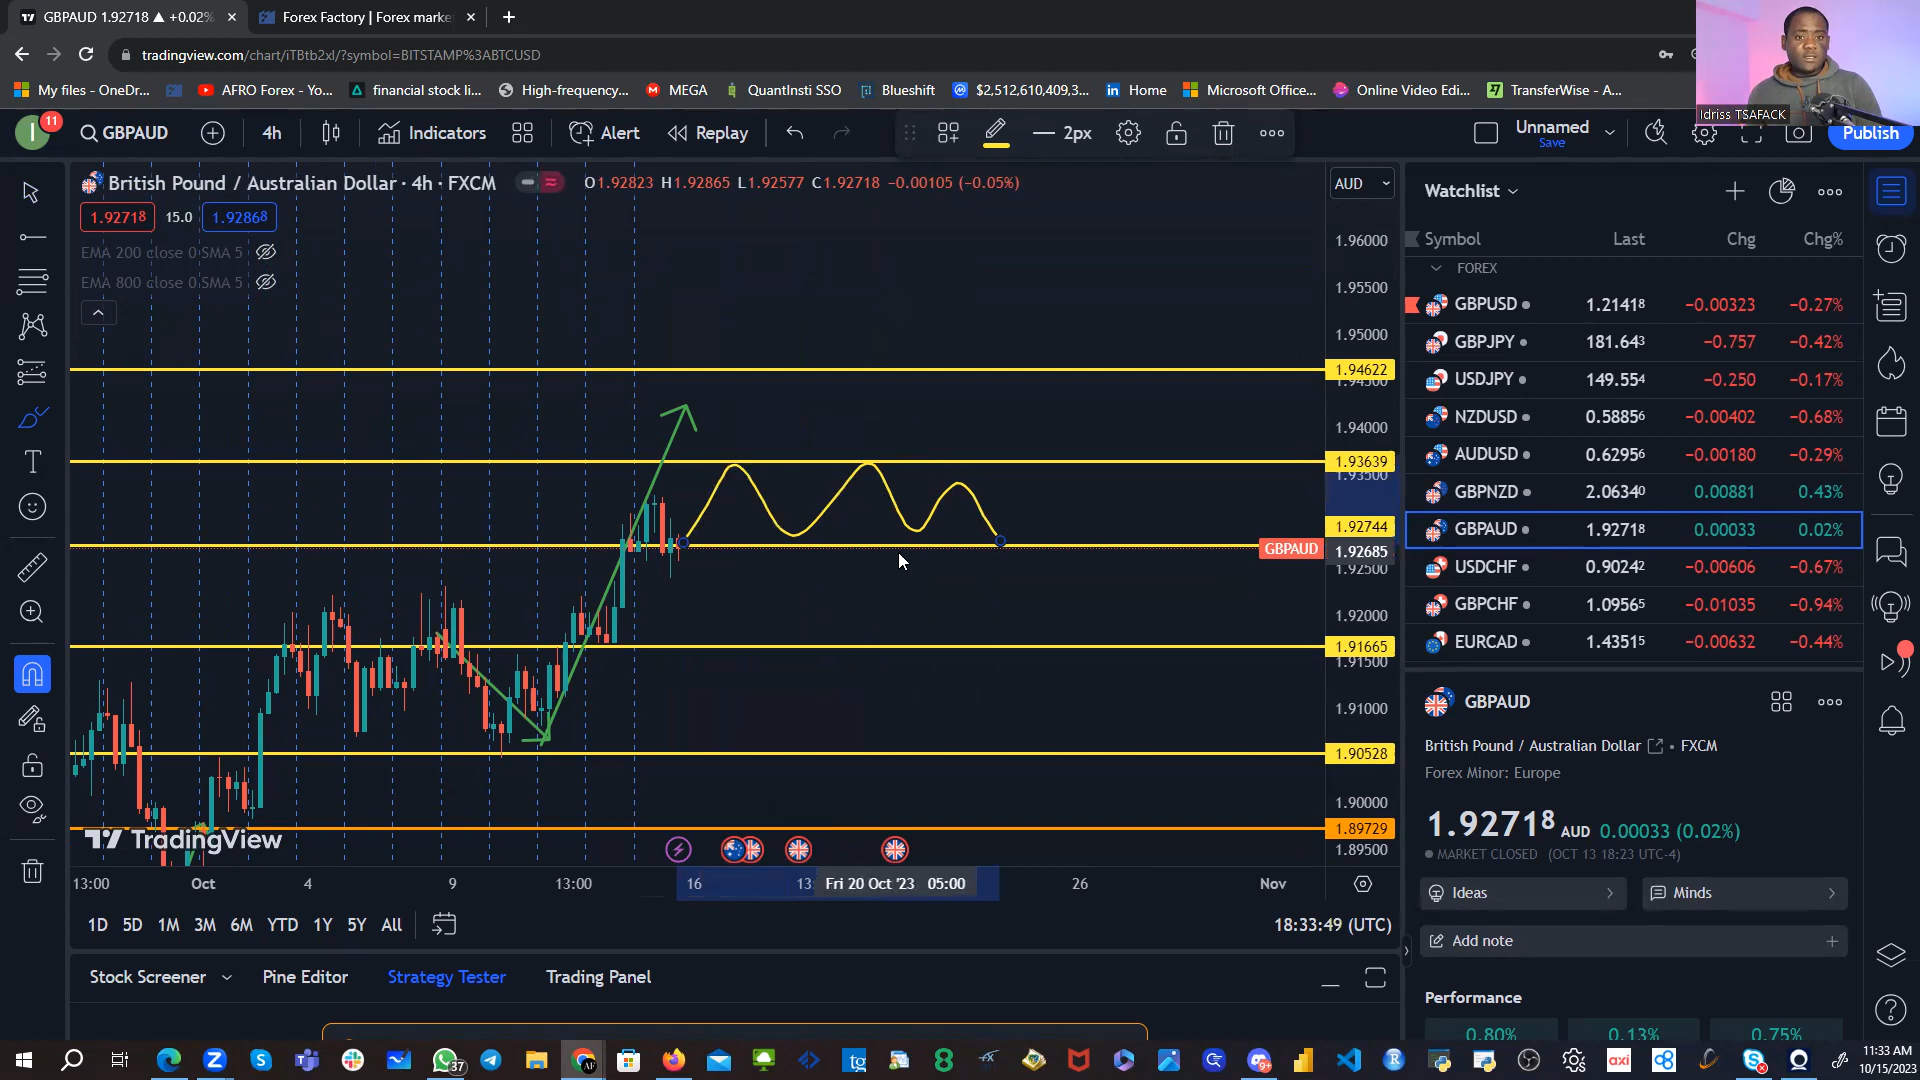 GBPAUD 1.92718 ▲ +0.02%
Forex Factory | Forex marke
tradingview.com/chart/iTBtb2xl/?symbol=BITSTAMP%3ABTCUSD
My files - OneDr...
AFRO Forex - Yo...
financial stock li...
High-frequency...
MEGA
QuantInsti SSO
Blueshift
$2,512,610,409,3...
Home
Microsoft Office...
Online Video Edi...
TransferWise - A...
Idriss TSAFACK
I
11
GBPAUD
4h
Indicators
Alert
Replay
2px
Unnamed
Save
Publish
British Pound / Australian Dollar · 4h · FXCM
O1.92823 H1.92865 L1.92577 C1.92718 −0.00105 (−0.05%)
1.92718
15.0
1.92868
EMA 200 close 0 SMA 5
EMA 800 close 0 SMA 5
AUD
1.96000
1.95500
1.95000
1.94622
1.94500
1.94000
1.93639
1.93500
1.92744
GBPAUD
1.92685
1.92500
1.92000
1.91665
1.91500
1.91000
1.90528
1.90000
1.89729
1.89500
TradingView
13:00
Oct
4
9
13:00
16
13:
Fri 20 Oct '23 05:00
26
Nov
1D
5D
1M
3M
6M
YTD
1Y
5Y
All
18:33:49 (UTC)
Stock Screener
Pine Editor
Strategy Tester
Trading Panel
Watchlist
Symbol
Last
Chg
Chg%
FOREX
GBPUSD 1.21418 −0.00323 −0.27%
GBPJPY 181.643 −0.757 −0.42%
USDJPY 149.554 −0.250 −0.17%
NZDUSD 0.58856 −0.00402 −0.68%
AUDUSD 0.62956 −0.00180 −0.29%
GBPNZD 2.06340 0.00881 0.43%
GBPAUD 1.92718 0.00033 0.02%
USDCHF 0.90242 −0.00606 −0.67%
GBPCHF 1.09565 −0.01035 −0.94%
EURCAD 1.43515 −0.00632 −0.44%
GBPAUD
British Pound / Australian Dollar • FXCM
Forex Minor: Europe
1.92718 AUD 0.00033 (0.02%)
MARKET CLOSED (OCT 13 18:23 UTC-4)
Ideas
Minds
Add note
Performance
0.80%
0.13%
0.75%
37
tg
9+
axi
11:33 AM
10/15/2023